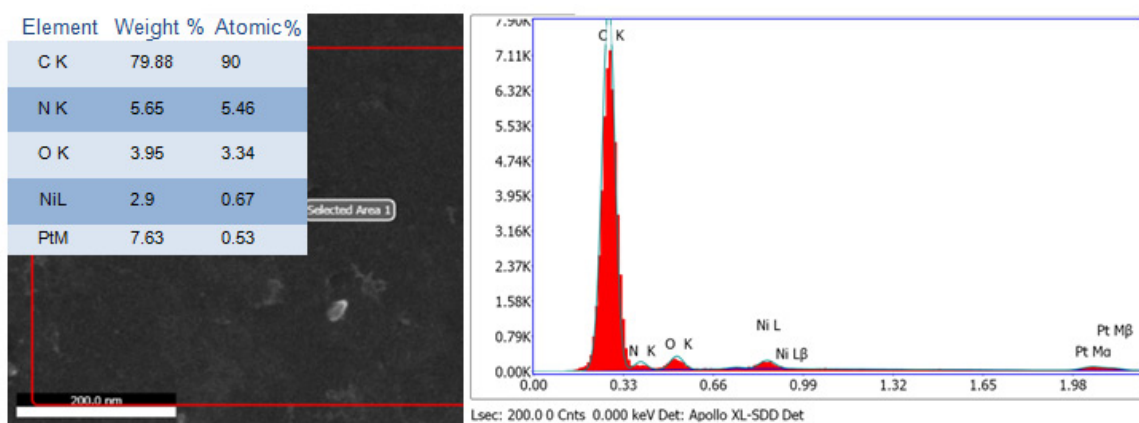 Element Weight % Atomic%
C K 79.88 90
N K 5.65 5.46
O K 3.95 3.34
NiL 2.9 0.67
PtM 7.63 0.53
Selected Area 1
200.0 nm
7.90K
7.11K
6.32K
5.53K
4.74K
3.95K
3.16K
2.37K
1.58K
0.79K
0.00K
C K
N K
O K
Ni L
Ni Lβ
Pt Mα
Pt Mβ
0.00 0.33 0.66 0.99 1.32 1.65 1.98
Lsec: 200.0 0 Cnts 0.000 keV Det: Apollo XL-SDD Det